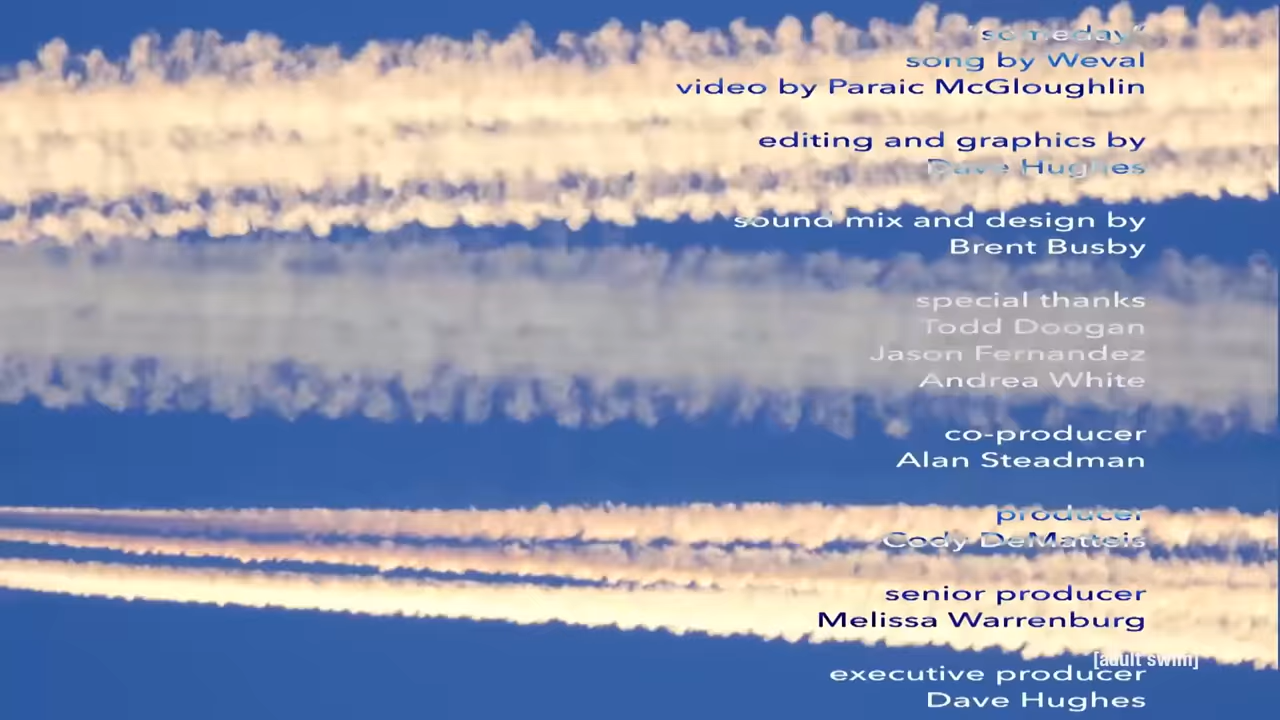 "someday"
song by Weval
video by Paraic McGloughlin
editing and graphics by
Dave Hughes
sound mix and design by
Brent Busby
special thanks
Todd Doogan
Jason Fernandez
Andrea White
co-producer
Alan Steadman
producer
Cody DeMatteis
senior producer
Melissa Warrenburg
[adult swim]
executive producer
Dave Hughes